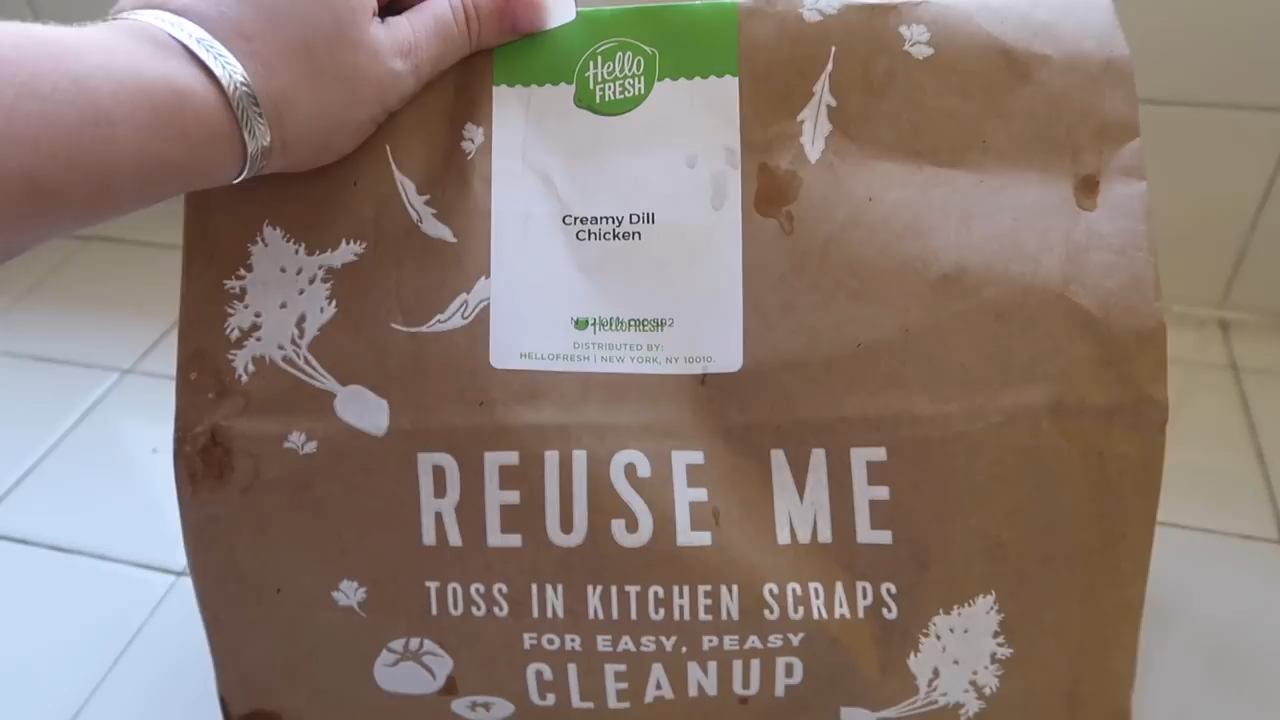 Hello
FRESH
Creamy Dill
Chicken
HelloFRESH
DISTRIBUTED BY:
HELLOFRESH | NEW YORK, NY 10010.
REUSE ME
TOSS IN KITCHEN SCRAPS
FOR EASY, PEASY
CLEANUP